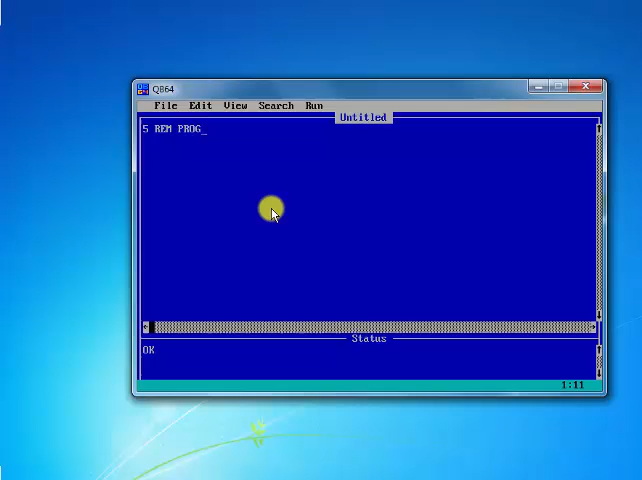 QB64
File Edit View Search Run
Untitled
5 REM PROG_
Status
OK
1:11